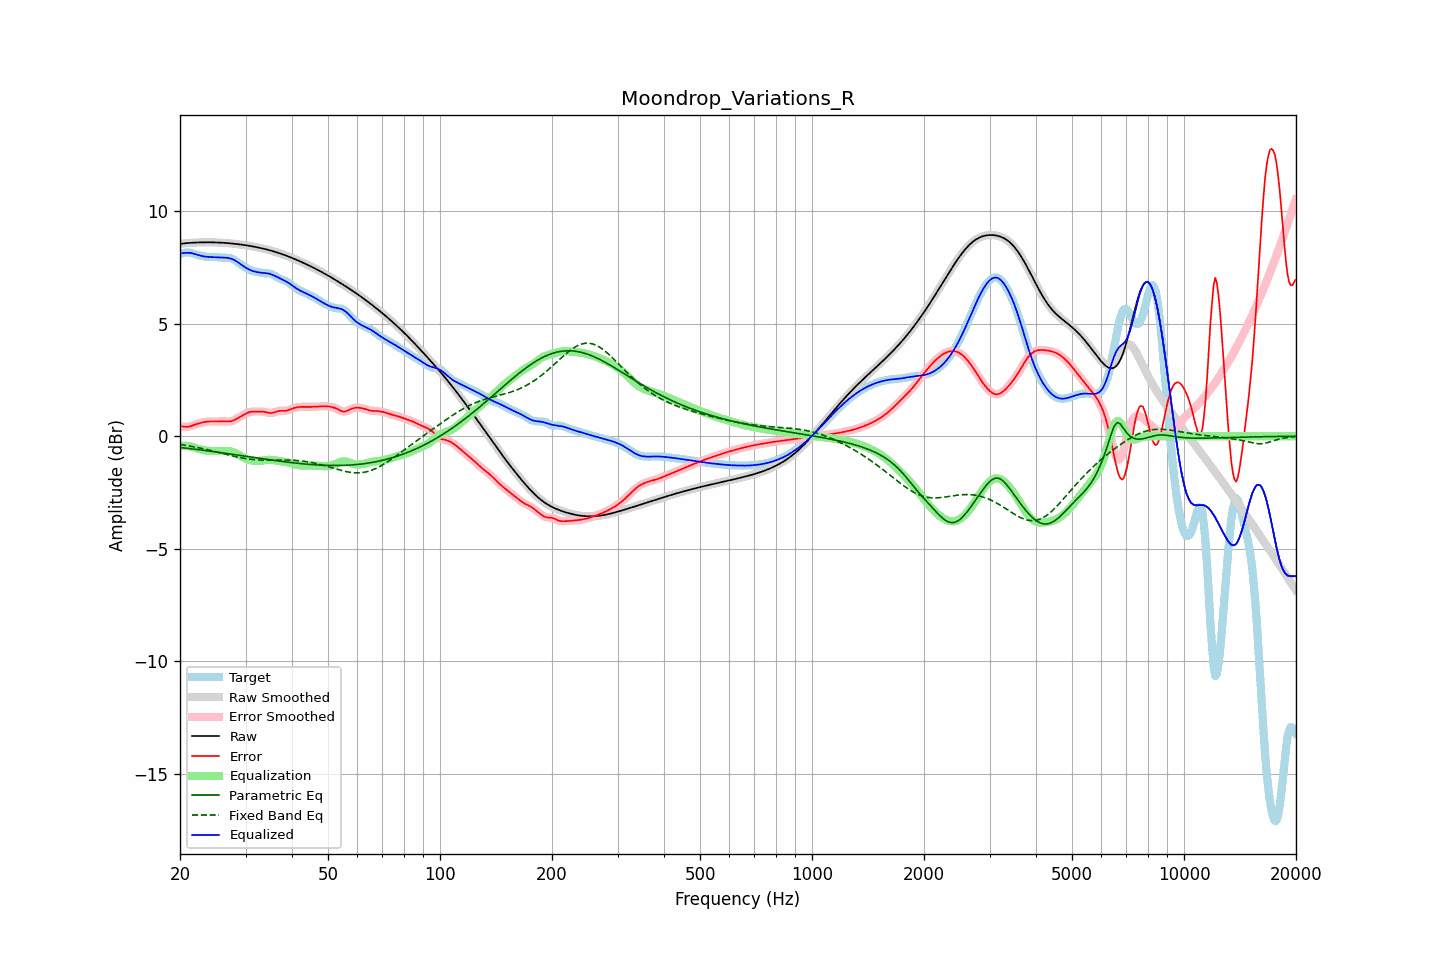 Moondrop_Variations_R
Amplitude (dBr)
10
5
0
−5
−10
−15
Target
Raw Smoothed
Error Smoothed
Raw
Error
Equalization
Parametric Eq
Fixed Band Eq
Equalized
20 50 100 200 500 1000 2000 5000 10000 20000
Frequency (Hz)